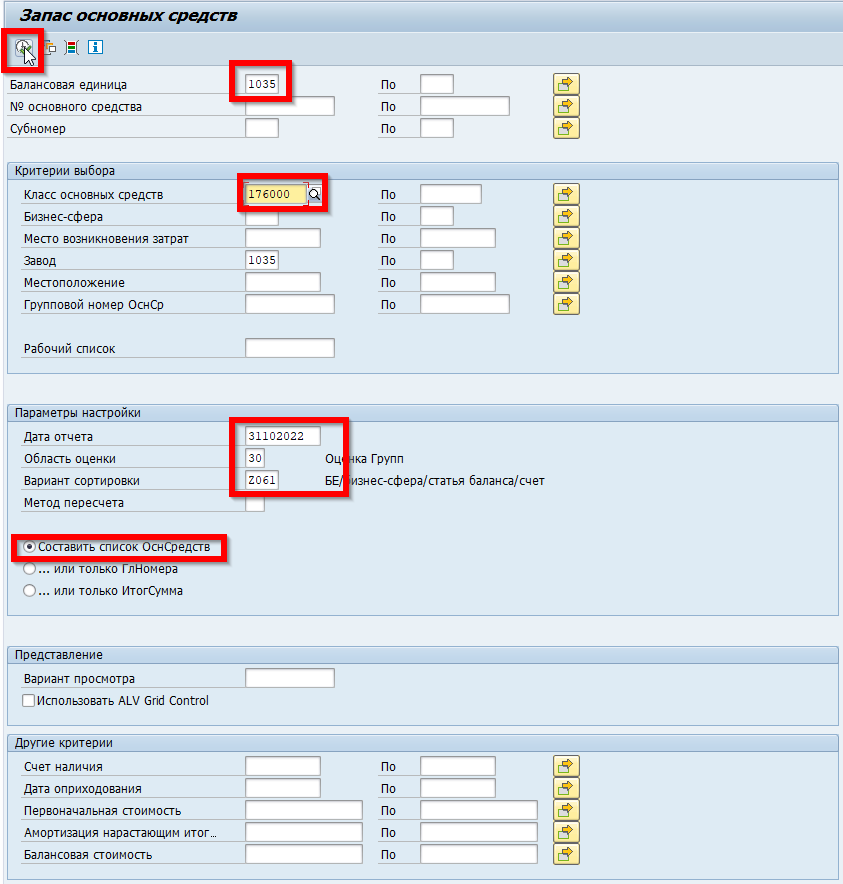 Запас основных средств
Балансовая единица 1035 По
№ основного средства По
Субномер По
Критерии выбора
Класс основных средств 176000 По
Бизнес-сфера По
Место возникновения затрат По
Завод 1035 По
Местоположение По
Групповой номер ОснСр По
Рабочий список
Параметры настройки
Дата отчета 31102022
Область оценки 30 Оценка Групп
Вариант сортировки Z061 БЕ/бизнес-сфера/статья баланса/счет
Метод пересчета
Составить список ОснСредств
... или только ГлНомера
... или только ИтогСумма
Представление
Вариант просмотра
Использовать ALV Grid Control
Другие критерии
Счет наличия По
Дата оприходования По
Первоначальная стоимость По
Амортизация нарастающим итог... По
Балансовая стоимость По